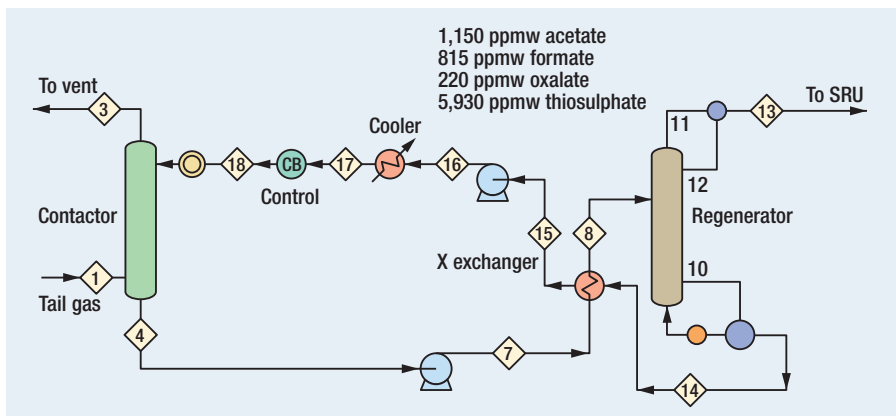 1,150 ppmw acetate
815 ppmw formate
220 ppmw oxalate
5,930 ppmw thiosulphate
To vent
3
Contactor
1
Tail gas
4
18
CB
Control
17
Cooler
16
15
8
X exchanger
7
14
11
13
To SRU
12
Regenerator
10